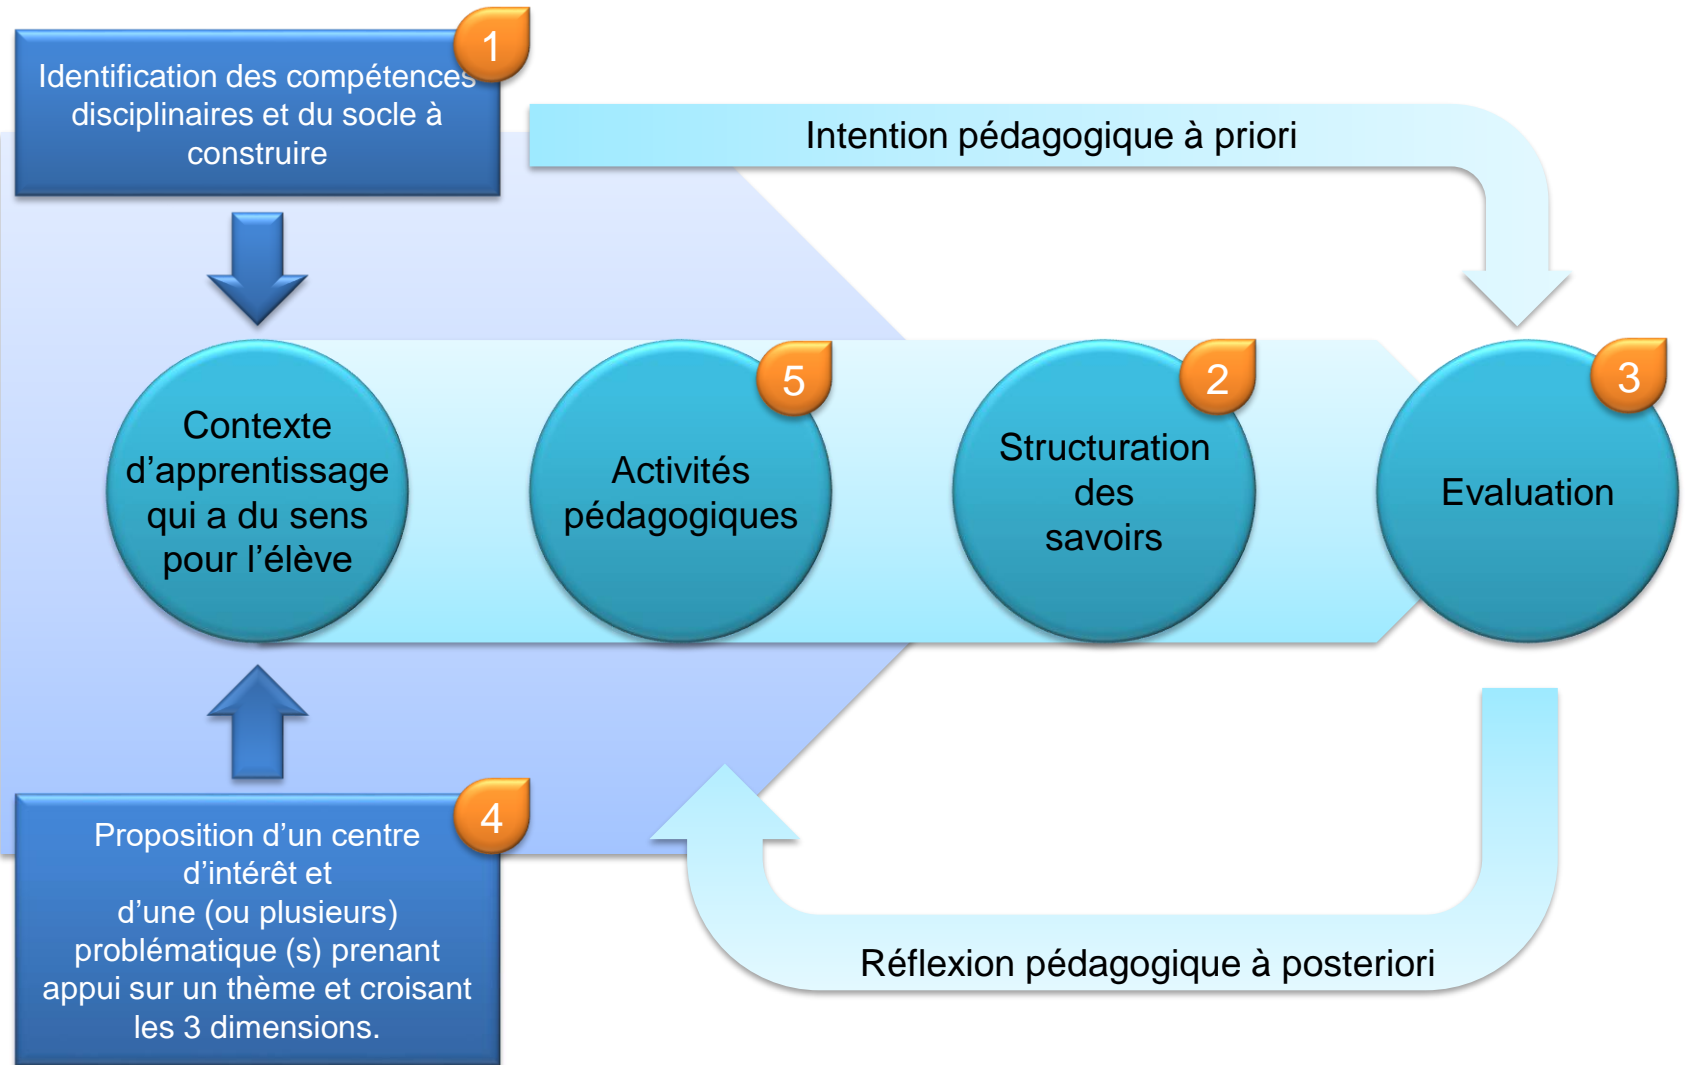 1
Identification des compétences
disciplinaires et du socle à
construire
Intention pédagogique à priori
Contexte
d’apprentissage
qui a du sens
pour l’élève
5
Activités
pédagogiques
2
Structuration
des
savoirs
3
Evaluation
4
Proposition d’un centre
d’intérêt et
d’une (ou plusieurs)
problématique (s) prenant
appui sur un thème et croisant
les 3 dimensions.
Réflexion pédagogique à posteriori